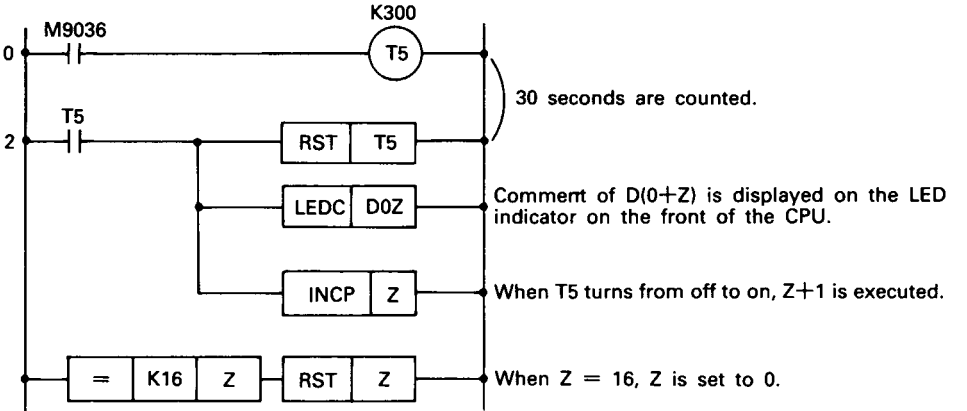 K300
M9036
0 T5
30 seconds are counted.
T5
2 RST T5
LEDC D0Z Comment of D(0+Z) is displayed on the LED
indicator on the front of the CPU.
INCP Z When T5 turns from off to on, Z+1 is executed.
= K16 Z RST Z When Z = 16, Z is set to 0.